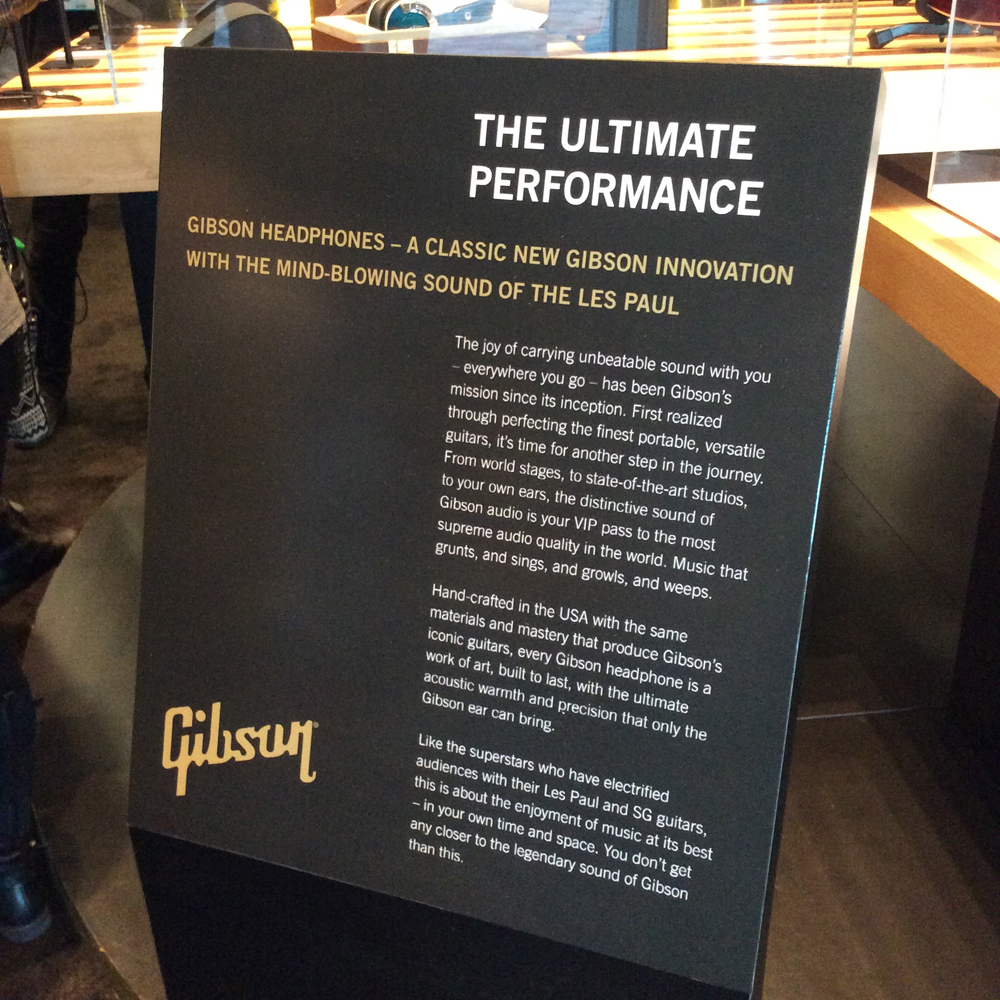 THE ULTIMATE
PERFORMANCE
GIBSON HEADPHONES – A CLASSIC NEW GIBSON INNOVATION
WITH THE MIND-BLOWING SOUND OF THE LES PAUL
The joy of carrying unbeatable sound with you
– everywhere you go – has been Gibson's
mission since its inception. First realized
through perfecting the finest portable, versatile
guitars, it's time for another step in the journey.
From world stages, to state-of-the-art studios,
to your own ears, the distinctive sound of
Gibson audio is your VIP pass to the most
supreme audio quality in the world. Music that
grunts, and sings, and growls, and weeps.
Hand-crafted in the USA with the same
materials and mastery that produce Gibson's
iconic guitars, every Gibson headphone is a
work of art, built to last, with the ultimate
acoustic warmth and precision that only the
Gibson ear can bring.
Like the superstars who have electrified
audiences with their Les Paul and SG guitars,
this is about the enjoyment of music at its best
– in your own time and space. You don't get
any closer to the legendary sound of Gibson
than this.
Gibson